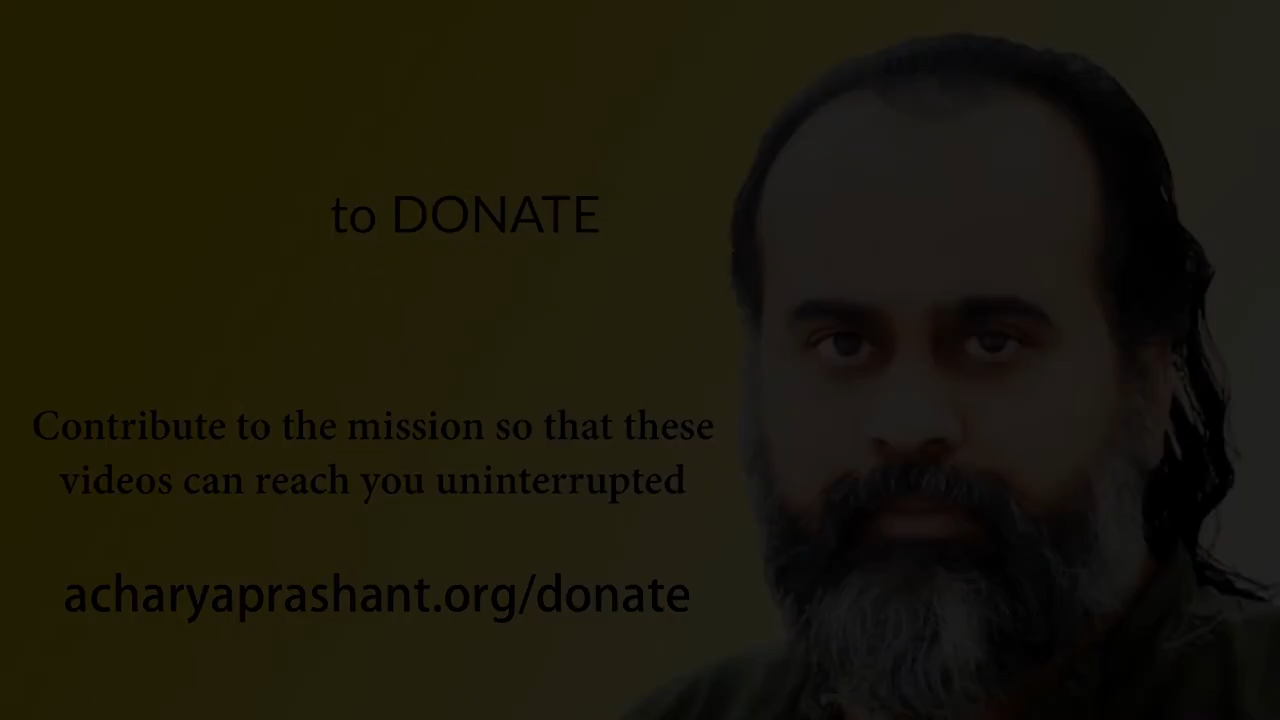 to DONATE
Contribute to the mission so that these
videos can reach you uninterrupted
acharyaprashant.org/donate